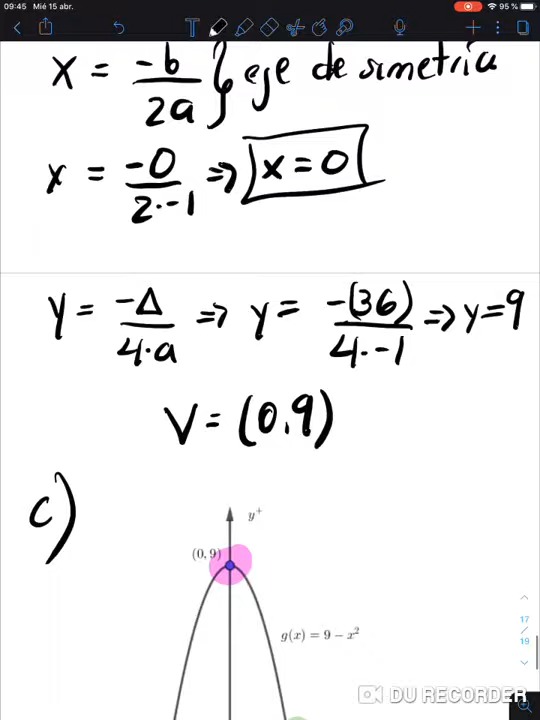 09:45 Mié 15 abr.
95 %
x = -b / 2a } eje de simetría
x = -0 / 2·-1 ⇒ x = 0
y = -Δ / 4·a ⇒ y = -(36) / 4·-1 ⇒ y = 9
V = (0,9)
c)
y⁺
(0, 9)
g(x) = 9 − x²
17
/
19
DU RECORDER